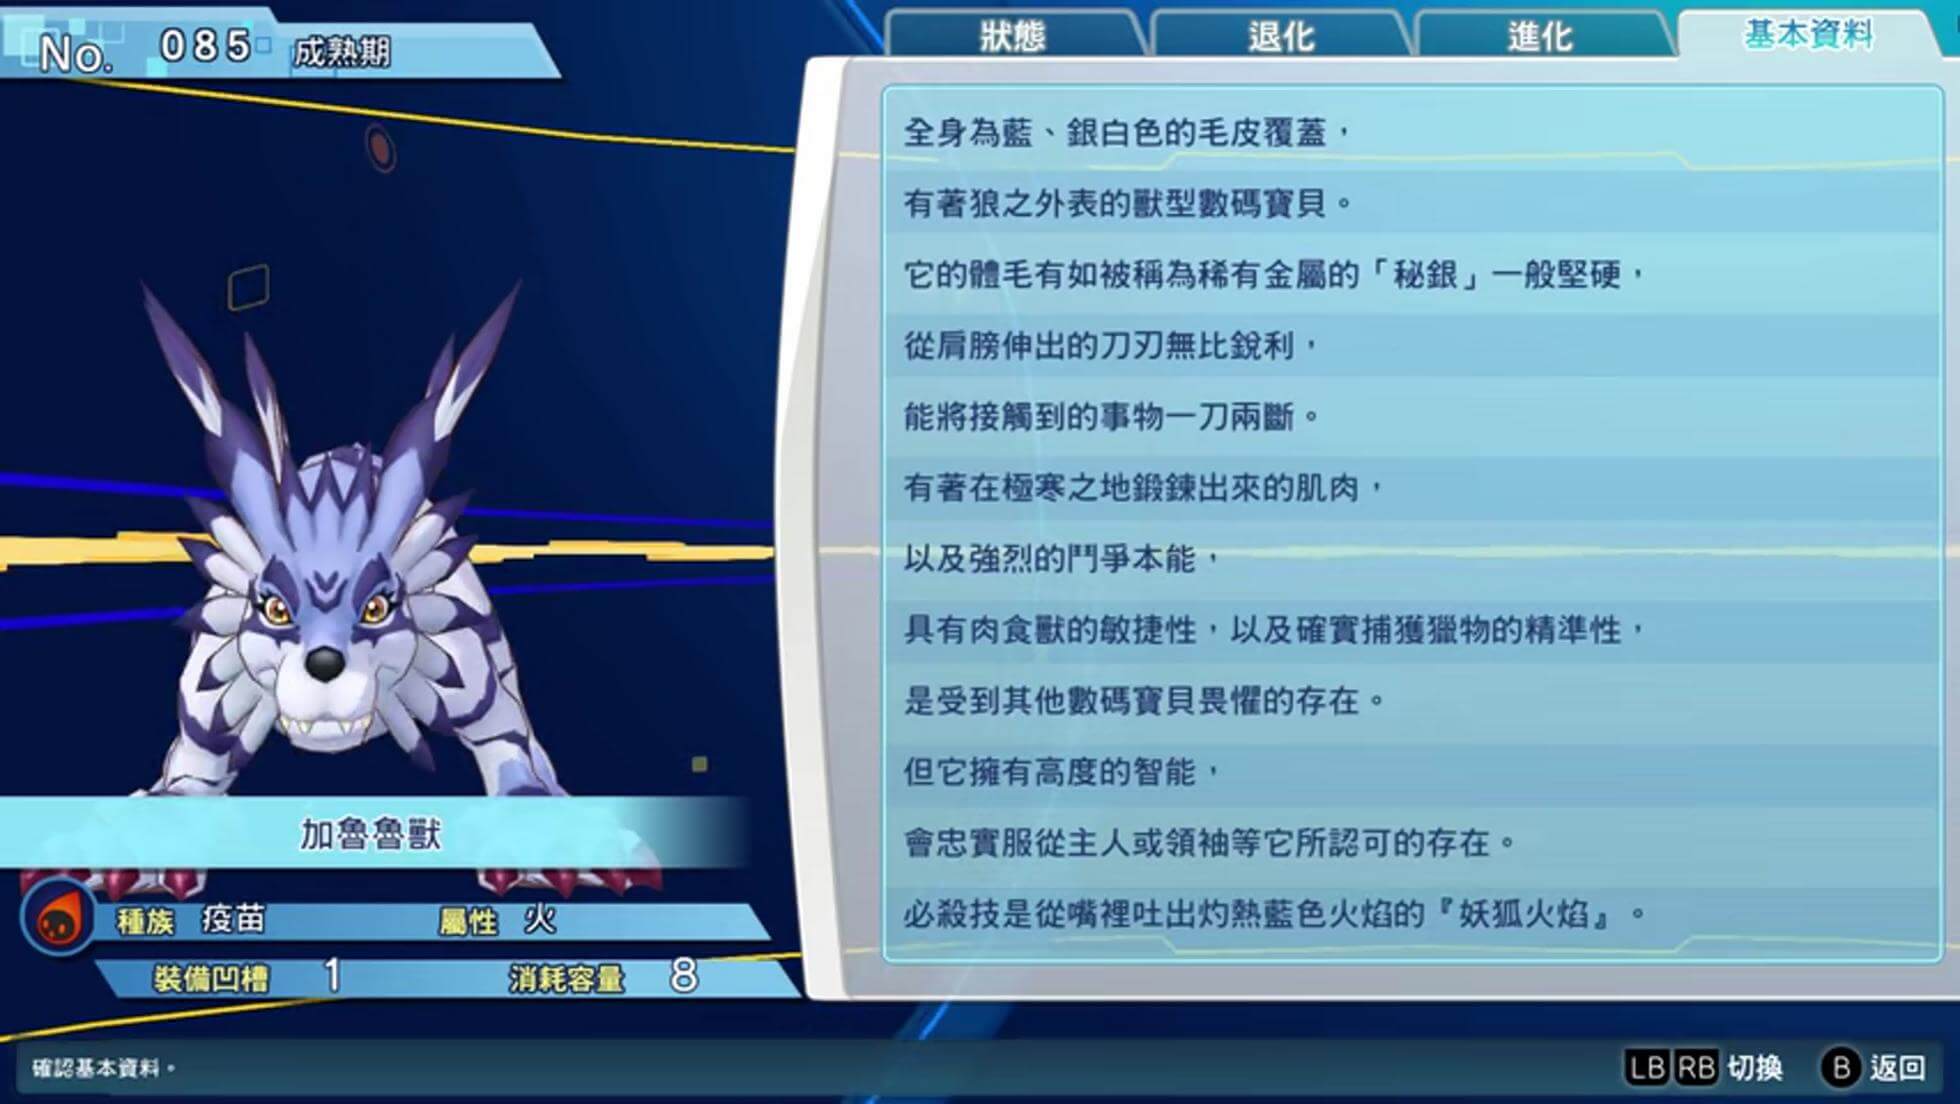 No. 085 成熟期
狀態 退化 進化 基本資料
全身為藍、銀白色的毛皮覆蓋，
有著狼之外表的獸型數碼寶貝。
它的體毛有如被稱為稀有金屬的「秘銀」一般堅硬，
從肩膀伸出的刀刃無比銳利，
能將接觸到的事物一刀兩斷。
有著在極寒之地鍛鍊出來的肌肉，
以及強烈的鬥爭本能，
具有肉食獸的敏捷性，以及確實捕獲獵物的精準性，
是受到其他數碼寶貝畏懼的存在。
但它擁有高度的智能，
會忠實服從主人或領袖等它所認可的存在。
必殺技是從嘴裡吐出灼熱藍色火焰的『妖狐火焰』。
加魯魯獸
種族 疫苗 屬性 火
裝備凹槽 1 消耗容量 8
確認基本資料。
LB RB 切換 B 返回